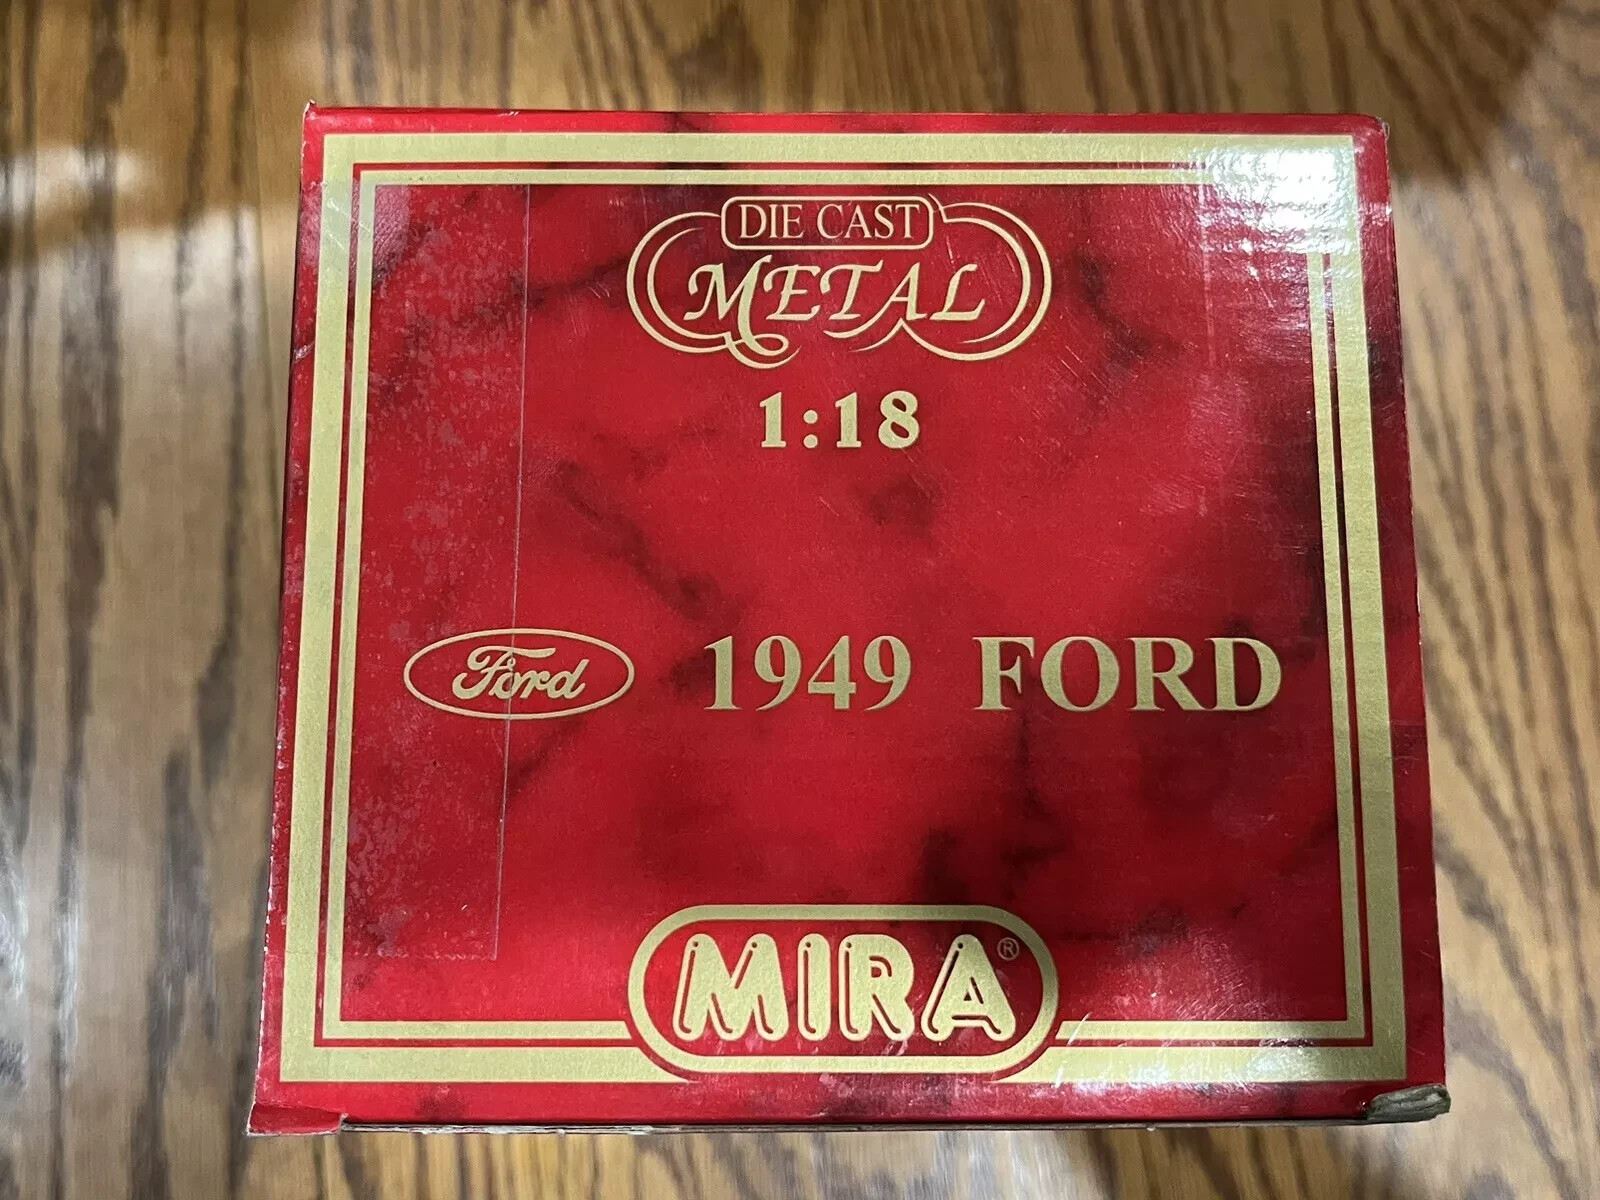 DIE CAST
METAL
1:18
Ford 1949 FORD
MIRA®